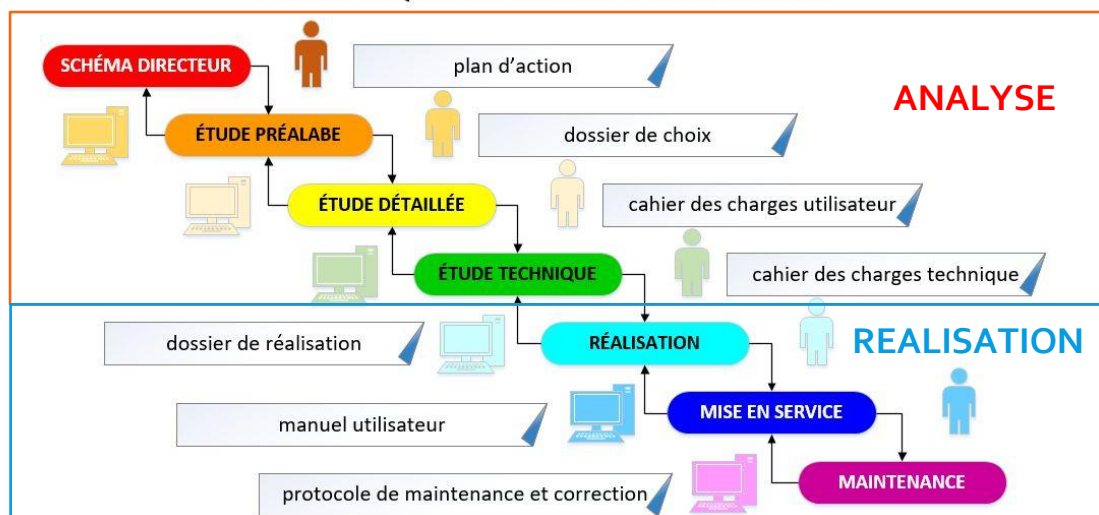 SCHÉMA DIRECTEUR
plan d'action
ANALYSE
ÉTUDE PRÉALABE
dossier de choix
ÉTUDE DÉTAILLÉE
cahier des charges utilisateur
ÉTUDE TECHNIQUE
cahier des charges technique
dossier de réalisation
RÉALISATION
REALISATION
manuel utilisateur
MISE EN SERVICE
protocole de maintenance et correction
MAINTENANCE